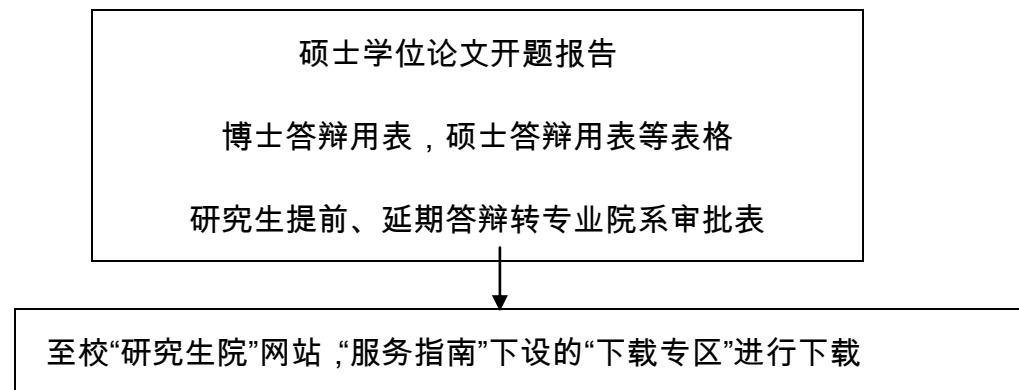 硕士学位论文开题报告
博士答辩用表，硕士答辩用表等表格
研究生提前、延期答辩转专业院系审批表
至校“研究生院”网站，“服务指南”下设的“下载专区”进行下载